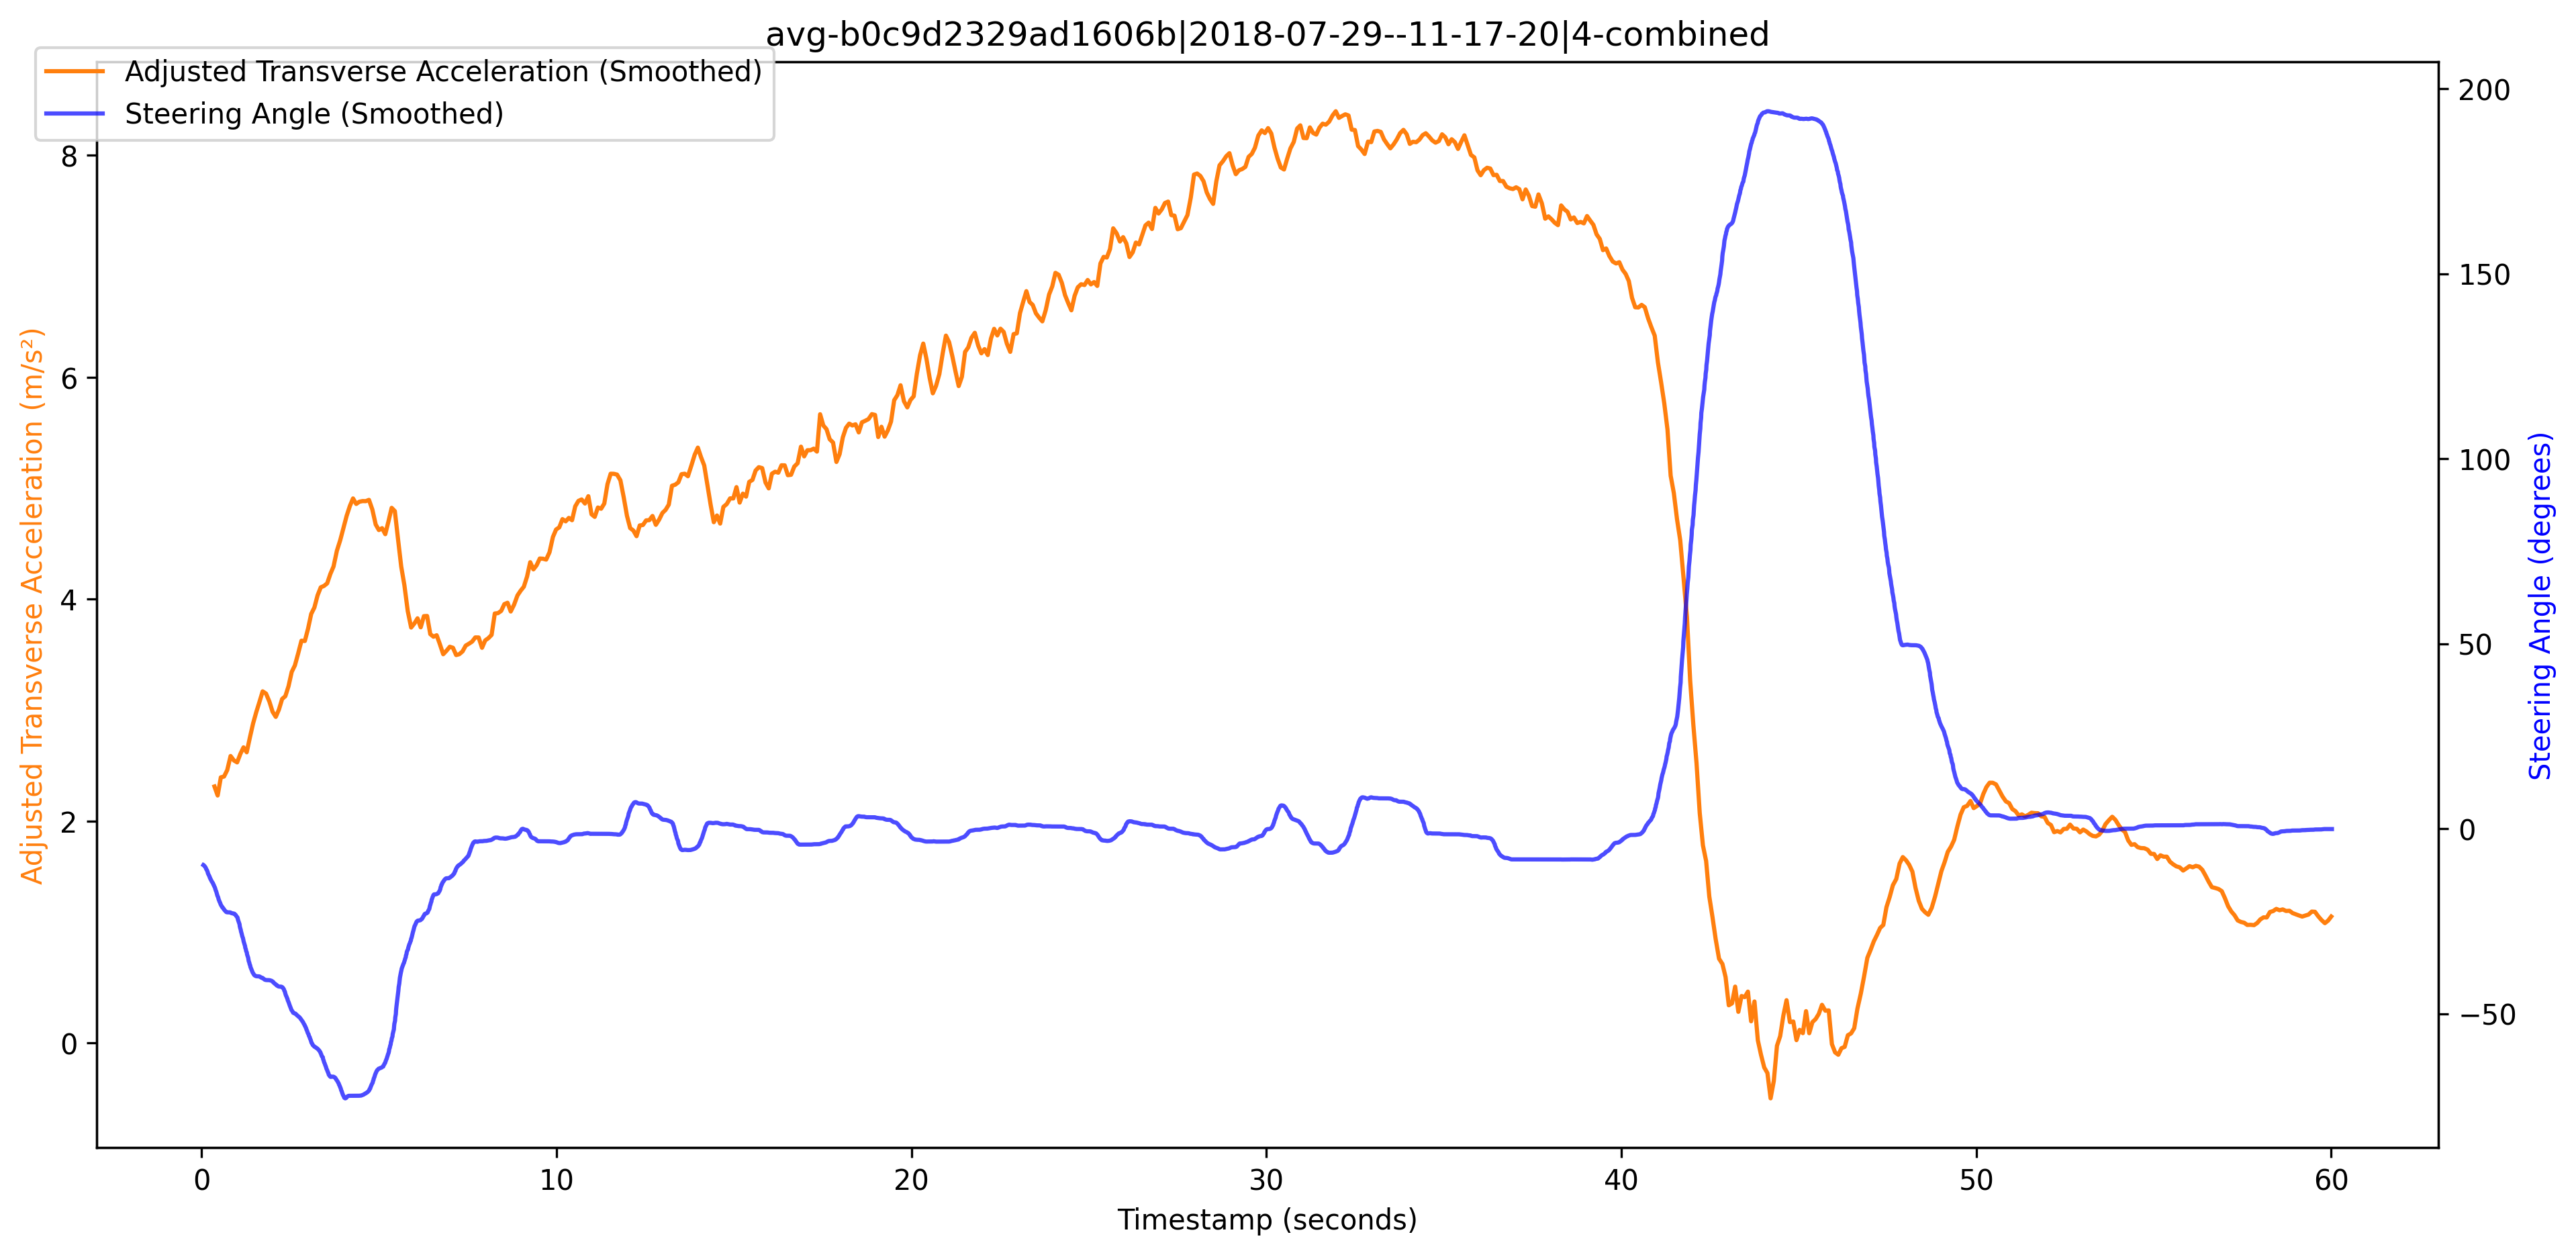 avg-b0c9d2329ad1606b|2018-07-29--11-17-20|4-combined
Adjusted Transverse Acceleration (Smoothed)
Steering Angle (Smoothed)
Adjusted Transverse Acceleration (m/s²)
8
6
4
2
0
200
150
100
50
0
−50
Steering Angle (degrees)
0 10 20 30 40 50 60
Timestamp (seconds)